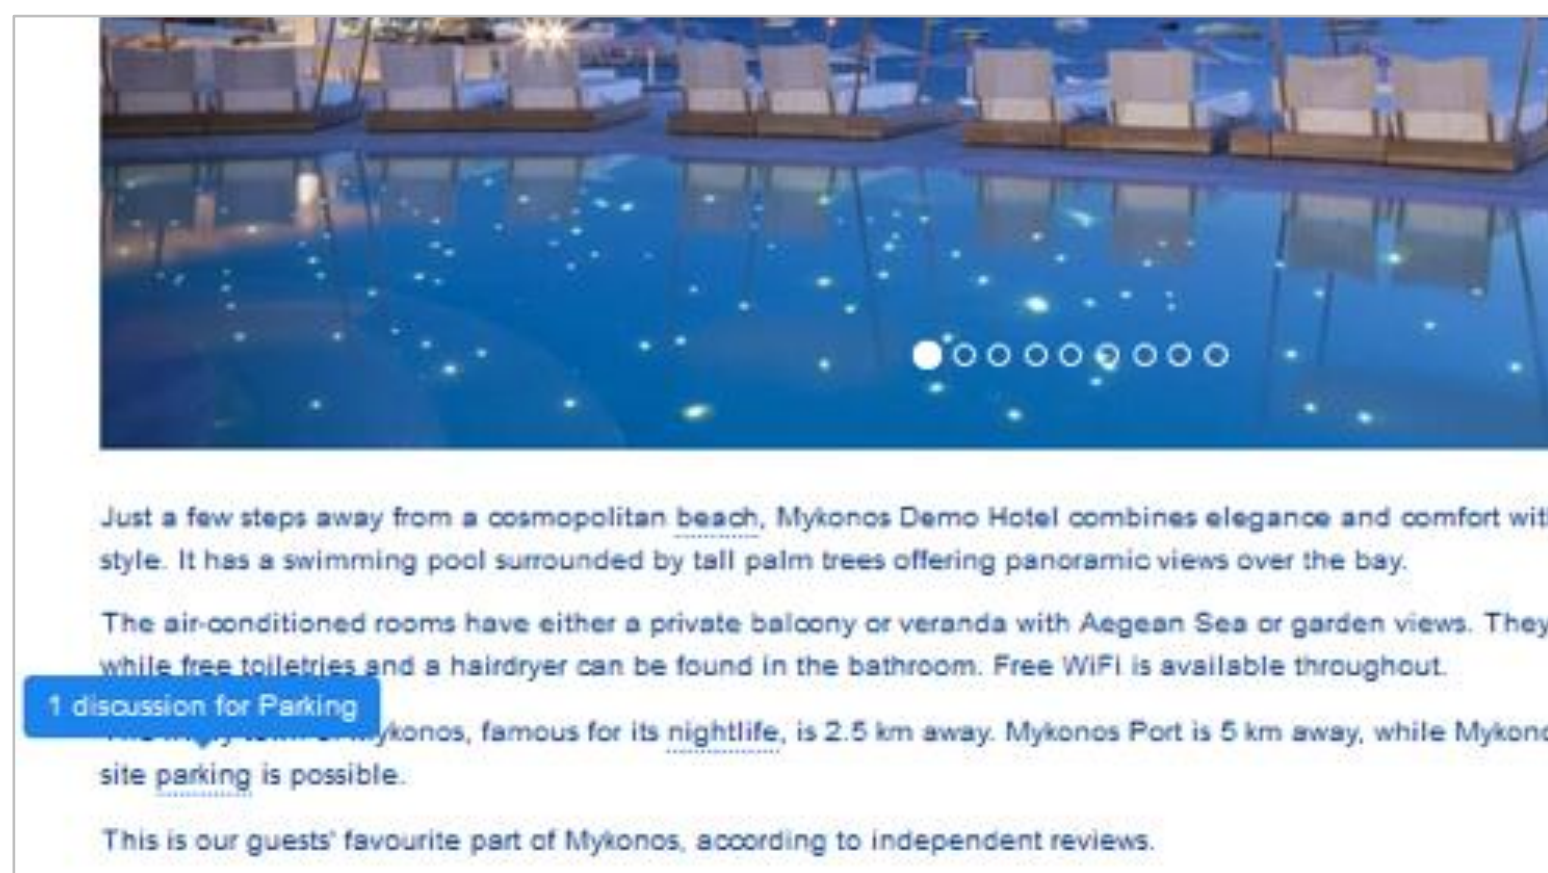 Just a few steps away from a cosmopolitan beach, Mykonos Demo Hotel combines elegance and comfort
style. It has a swimming pool surrounded by tall palm trees offering panoramic views over the bay.
The air-conditioned rooms have either a private balcony or veranda with Aegean Sea or garden views. They
while free toiletries and a hairdryer can be found in the bathroom. Free WiFi is available throughout.
1 discussion for Parking
Mykonos, famous for its nightlife, is 2.5 km away. Mykonos Port is 5 km away, while
site parking is possible.
This is our guests' favourite part of Mykonos, according to independent reviews.